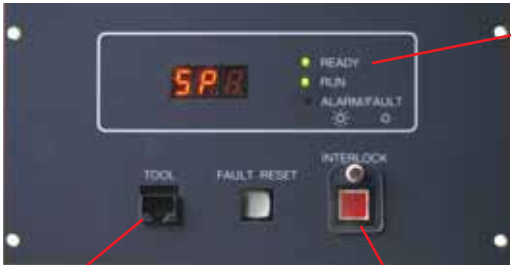 SP
READY
RUN
ALARM/FAULT
TOOL
FAULT RESET
INTERLOCK